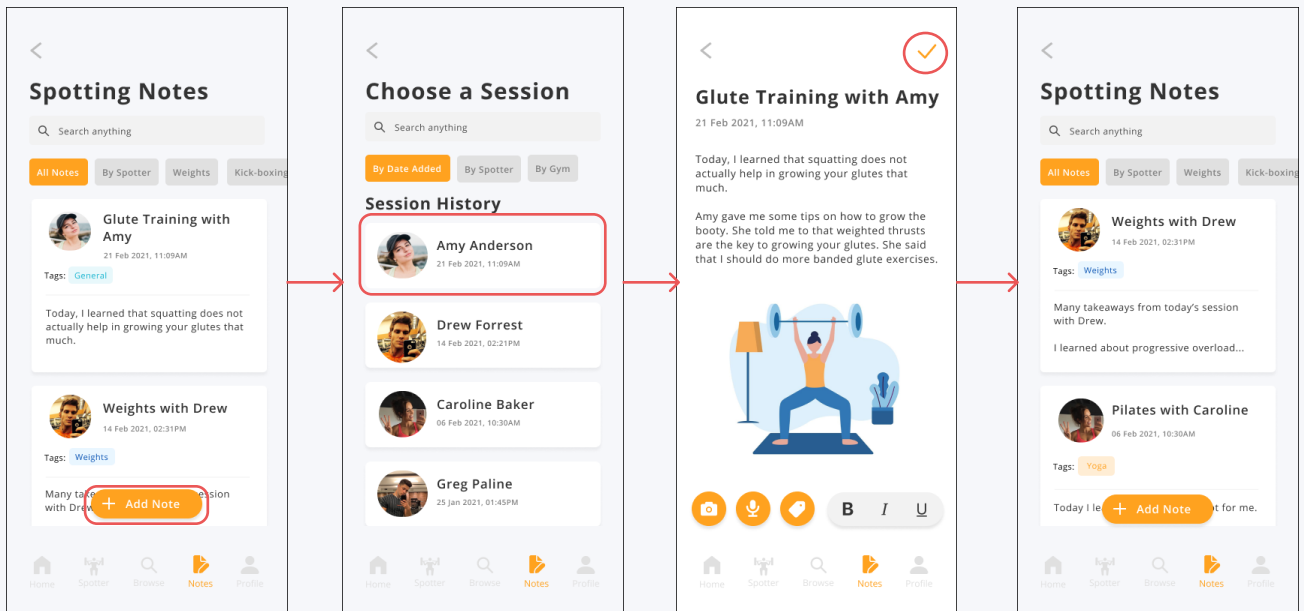 Spotting Notes
Search anything
All Notes
By Spotter
Weights
Kick-boxing
Glute Training with
Amy
21 Feb 2021, 11:09AM
Tags: General
Today, I learned that squatting does not
actually help in growing your glutes that
much.
Weights with Drew
14 Feb 2021, 02:31PM
Tags: Weights
Many ession
with
Add Note
Home
Spotter
Browse
Notes
Profile
Choose a Session
Search anything
By Date Added
By Spotter
By Gym
Session History
Amy Anderson
21 Feb 2021, 11:09AM
Drew Forrest
14 Feb 2021, 02:21PM
Caroline Baker
06 Feb 2021, 10:30AM
Greg Paline
25 Jan 2021, 01:45PM
Home
Spotter
Browse
Notes
Profile
Glute Training with Amy
21 Feb 2021, 11:09AM
Today, I learned that squatting does not
actually help in growing your glutes that
much.
Amy gave me some tips on how to grow the
booty. She told me to that weighted thrusts
are the key to growing your glutes. She said
that I should do more banded glute exercises.
B I U
Home
Spotter
Browse
Notes
Profile
Spotting Notes
Search anything
All Notes
By Spotter
Weights
Kick-boxing
Weights with Drew
14 Feb 2021, 02:31PM
Tags: Weights
Many takeaways from today's session
with Drew.
I learned about progressive overload...
Pilates with Caroline
06 Feb 2021, 10:30AM
Tags: Yoga
Today I le t for me.
Add Note
Home
Spotter
Browse
Notes
Profile